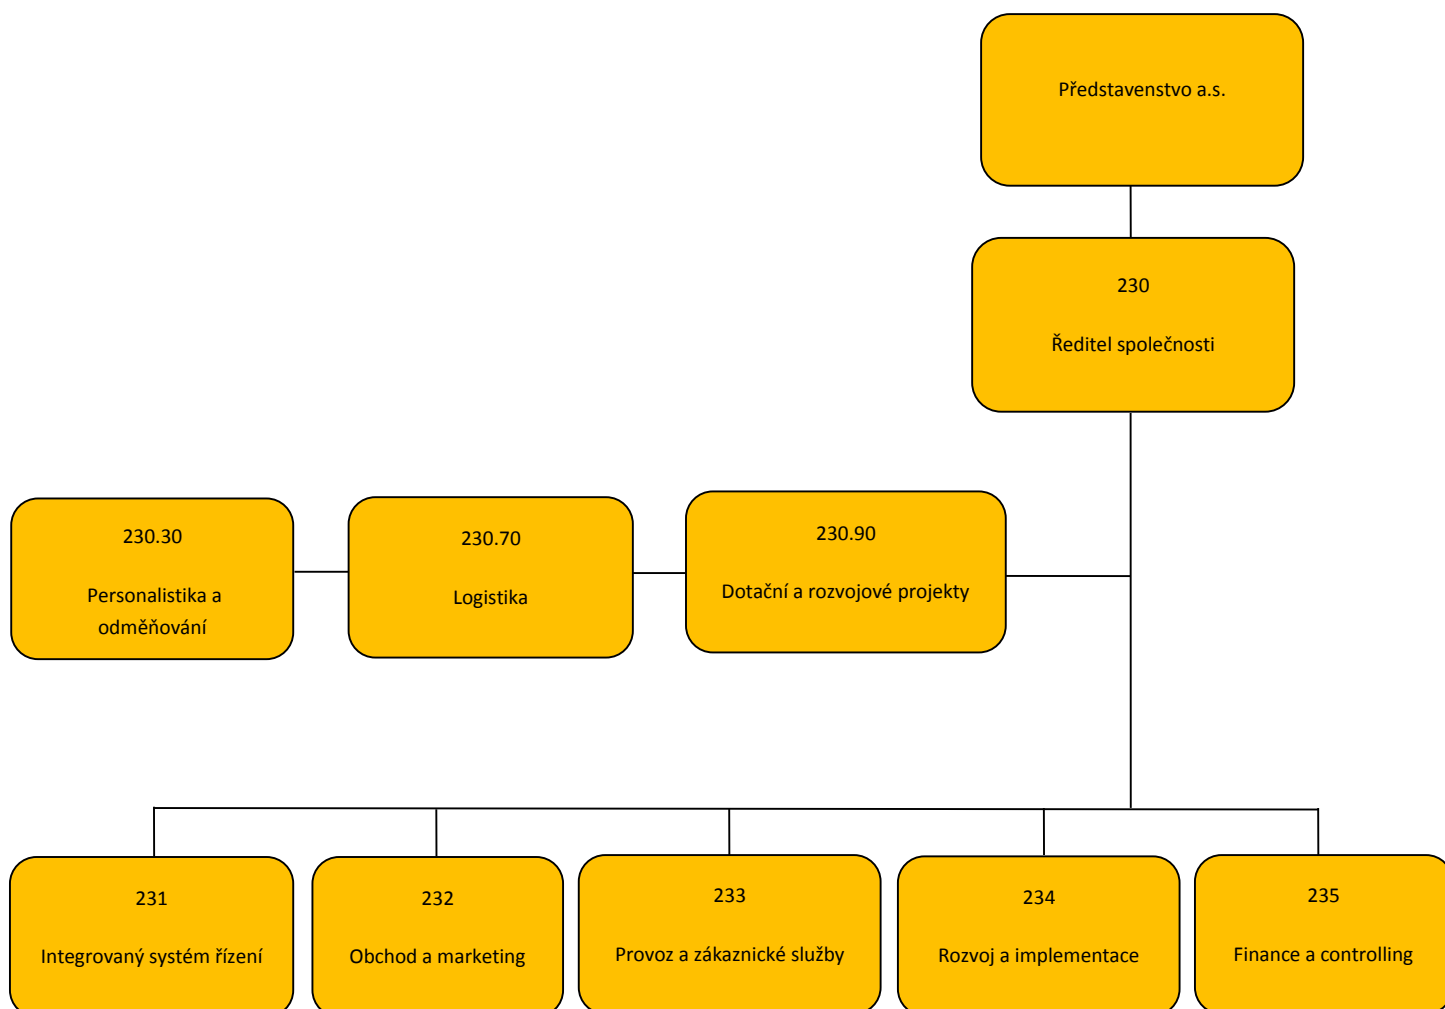 Představenstvo a.s.
230
Ředitel společnosti
230.30
Personalistika a
odměňování
230.70
Logistika
230.90
Dotační a rozvojové projekty
231
Integrovaný systém řízení
232
Obchod a marketing
233
Provoz a zákaznické služby
234
Rozvoj a implementace
235
Finance a controlling